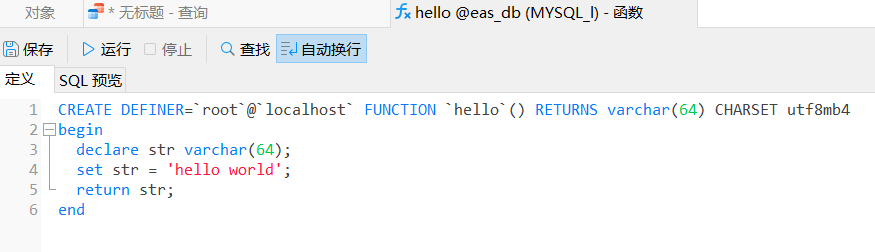 对象 * 无标题 - 查询 hello @eas_db (MYSQL_l) - 函数
保存 运行 停止 查找 自动换行
定义 SQL 预览
1 CREATE DEFINER=`root`@`localhost` FUNCTION `hello`() RETURNS varchar(64) CHARSET utf8mb4
2 begin
3 declare str varchar(64);
4 set str = 'hello world';
5 return str;
6 end